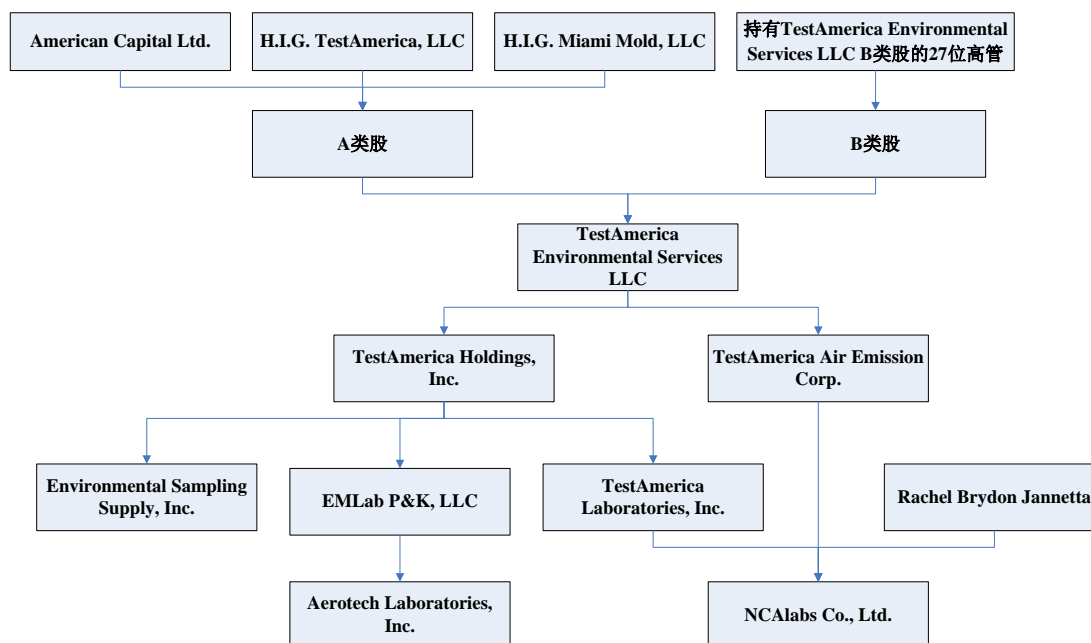 American Capital Ltd.
H.I.G. TestAmerica, LLC
H.I.G. Miami Mold, LLC
持有TestAmerica Environmental
Services LLC B类股的27位高管
A类股
B类股
TestAmerica
Environmental Services
LLC
TestAmerica Holdings,
Inc.
TestAmerica Air Emission
Corp.
Environmental Sampling
Supply, Inc.
EMLab P&K, LLC
TestAmerica
Laboratories, Inc.
Rachel Brydon Jannetta
Aerotech Laboratories,
Inc.
NCAlabs Co., Ltd.